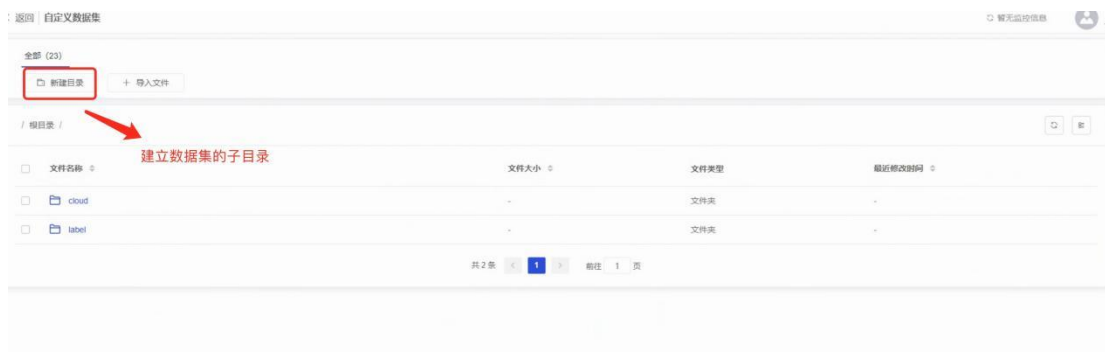 返回 自定义数据集 暂无监控信息
全部 (23)
新建目录 + 导入文件
/ 根目录 /
建立数据集的子目录
文件名称 文件大小 文件类型 最近修改时间
cloud - 文件夹 -
label - 文件夹 -
共 2 条 < 1 > 前往 1 页